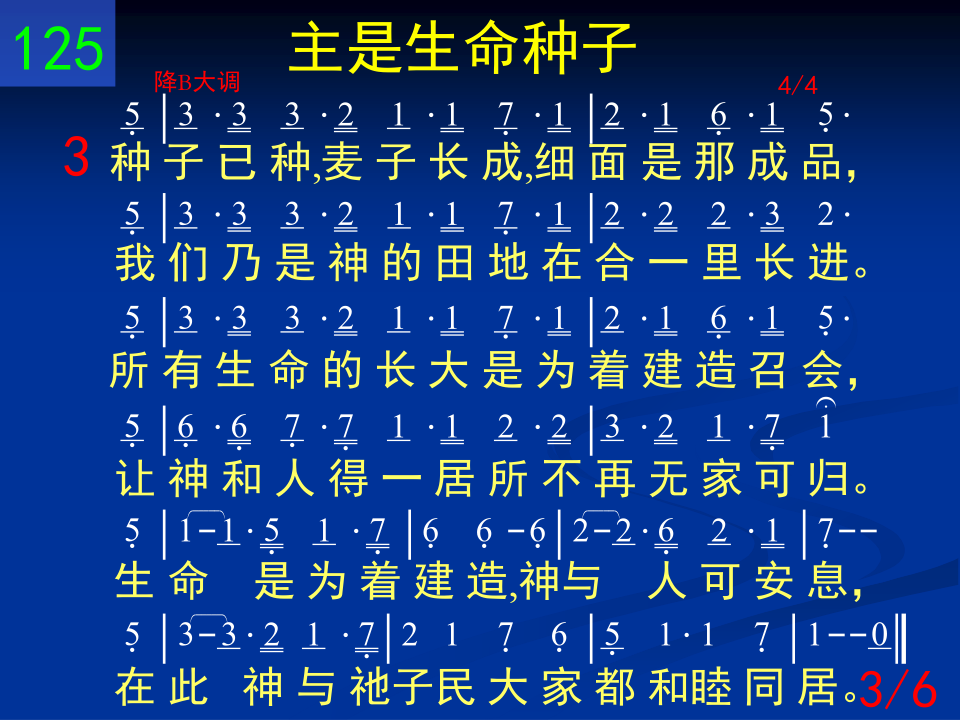 125 主是生命种子
降B大调 4/4
5̣ | 3 · 3 3 · 2 1 · 1 7̣ · 1 | 2 · 1 6̣ · 1 5̣ ·
3 种子已种,麦子长成,细面是那成品,
5̣ | 3 · 3 3 · 2 1 · 1 7̣ · 1 | 2 · 2 2 · 3 2 ·
我们乃是神的田地在合一里长进。
5̣ | 3 · 3 3 · 2 1 · 1 7̣ · 1 | 2 · 1 6̣ · 1 5̣ ·
所有生命的长大是为着建造召会,
5̣ | 6̣ · 6̣ 7̣ · 7̣ 1 · 1 2 · 2 | 3 · 2 1 · 7̣ 1
让神和人得一居所不再无家可归。
5̣ | 1 - 1 · 5̣ 1 · 7̣ | 6̣ 6̣ - 6̣ | 2 - 2 · 6̣ 2 · 1 | 7̣ - -
生命 是为着建造,神与 人可安息,
5̣ | 3 - 3 · 2 1 · 7̣ | 2 1 7̣ 6̣ | 5̣ 1 · 1 7̣ | 1 - - 0 ‖
在此 神与祂子民大家都和睦同居。
3/6